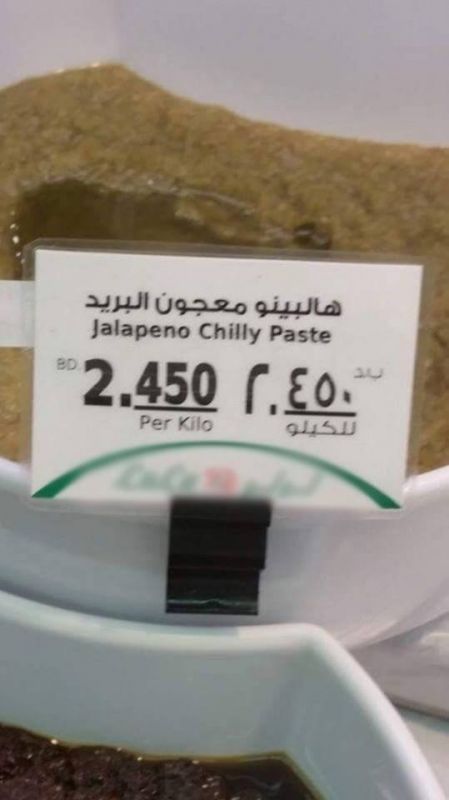 هالبينو معجون البريد
Jalapeno Chilly Paste
BD. 2.450 ٢.٤٥٠ ب.د
Per Kilo للكيلو